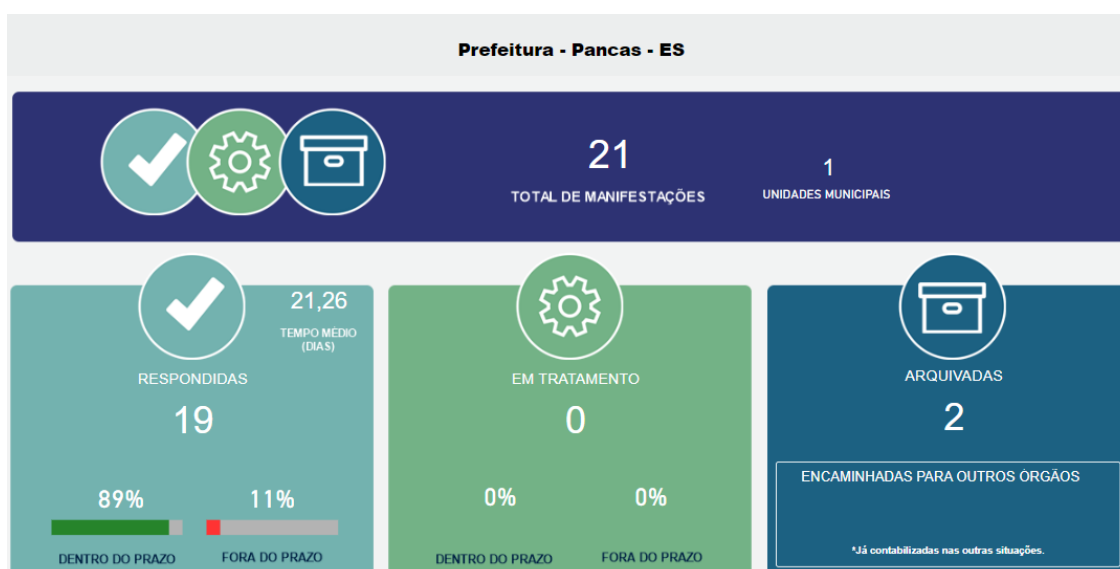 Prefeitura - Pancas - ES
21
TOTAL DE MANIFESTAÇÕES
1
UNIDADES MUNICIPAIS
21,26
TEMPO MÉDIO
(DIAS)
RESPONDIDAS
19
89%
11%
DENTRO DO PRAZO
FORA DO PRAZO
EM TRATAMENTO
0
0%
0%
DENTRO DO PRAZO
FORA DO PRAZO
ARQUIVADAS
2
ENCAMINHADAS PARA OUTROS ÓRGÃOS
*Já contabilizadas nas outras situações.